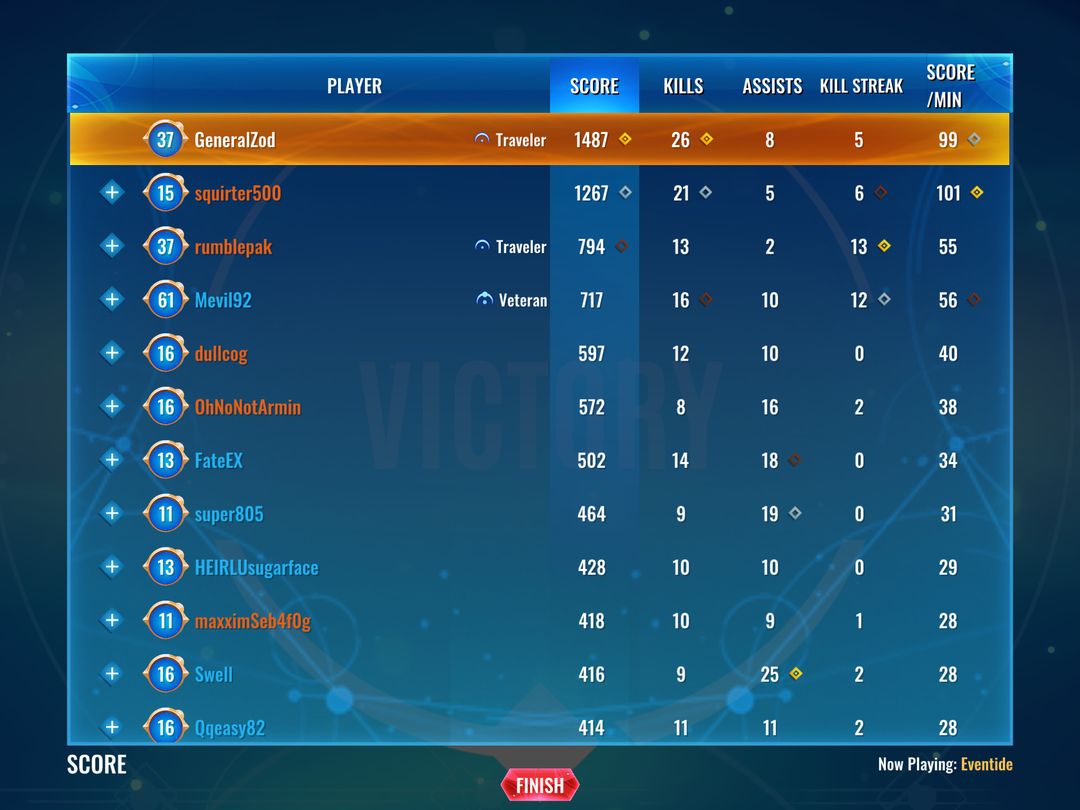 PLAYER SCORE KILLS ASSISTS KILL STREAK SCORE
/MIN
37 GeneralZod Traveler 1487 26 8 5 99
15 squirter500 1267 21 5 6 101
37 rumblepak Traveler 794 13 2 13 55
61 Mevil92 Veteran 717 16 10 12 56
16 dullcog 597 12 10 0 40
16 OhNoNotArmin 572 8 16 2 38
13 FateEX 502 14 18 0 34
11 super805 464 9 19 0 31
13 HEIRLUsugarface 428 10 10 0 29
11 maxximSeb4f0g 418 10 9 1 28
16 Swell 416 9 25 2 28
16 Qqeasy82 414 11 11 2 28
VICTORY
SCORE
Now Playing: Eventide
FINISH